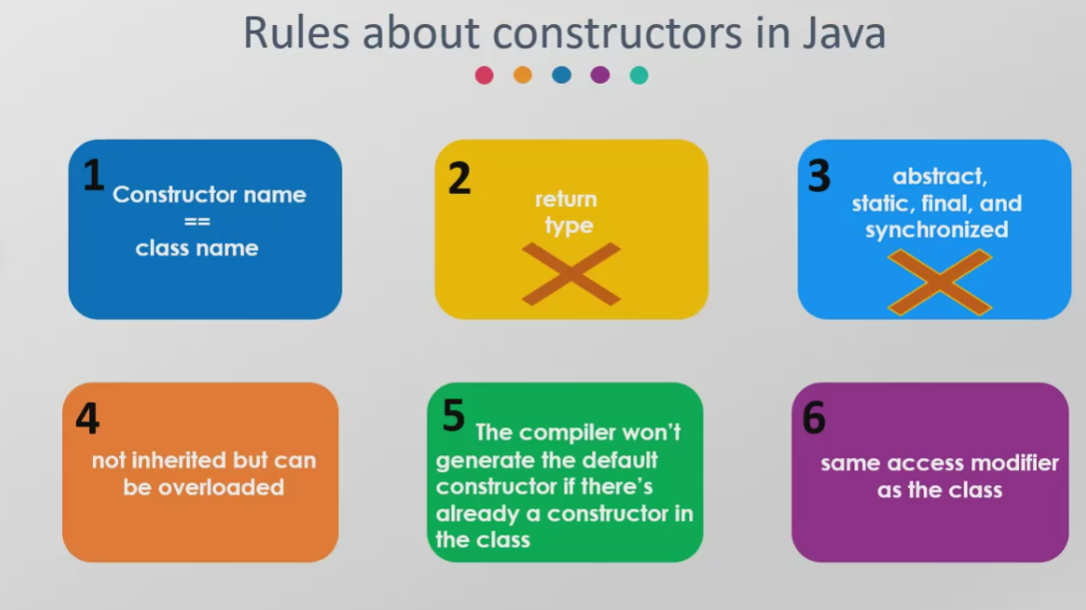 Rules about constructors in Java
1
Constructor name
==
class name
2
return
type
3
abstract,
static, final, and
synchronized
4
not inherited but can
be overloaded
5
The compiler won't
generate the default
constructor if there's
already a constructor in
the class
6
same access modifier
as the class